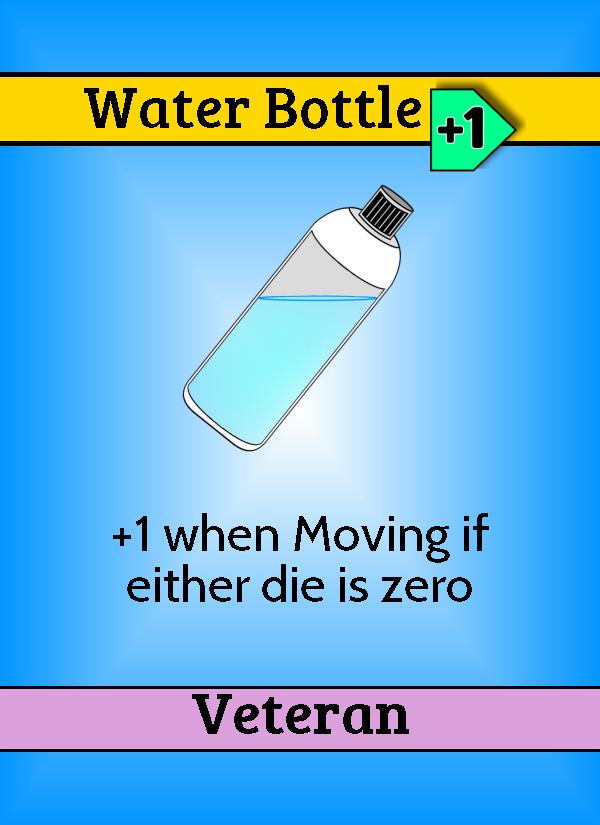 Water Bottle +1
+1 when Moving if
either die is zero
Veteran